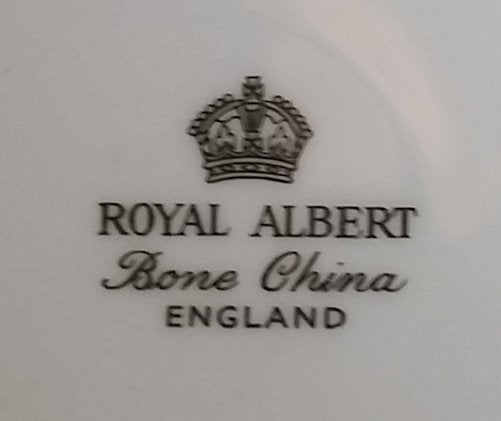 ROYAL ALBERT
Bone China
ENGLAND